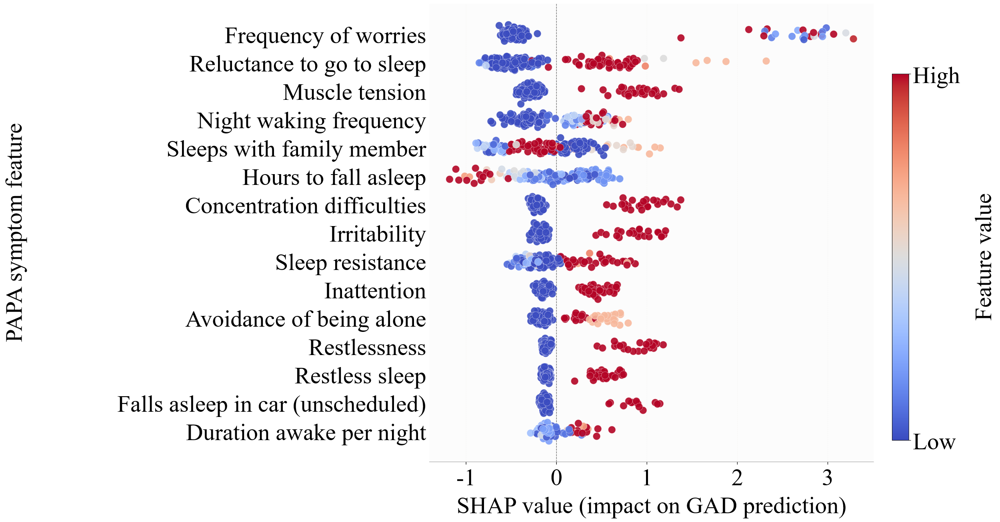 PAPA symptom feature
Frequency of worries
Reluctance to go to sleep
Muscle tension
Night waking frequency
Sleeps with family member
Hours to fall asleep
Concentration difficulties
Irritability
Sleep resistance
Inattention
Avoidance of being alone
Restlessness
Restless sleep
Falls asleep in car (unscheduled)
Duration awake per night
-1 0 1 2 3
SHAP value (impact on GAD prediction)
High
Low
Feature value